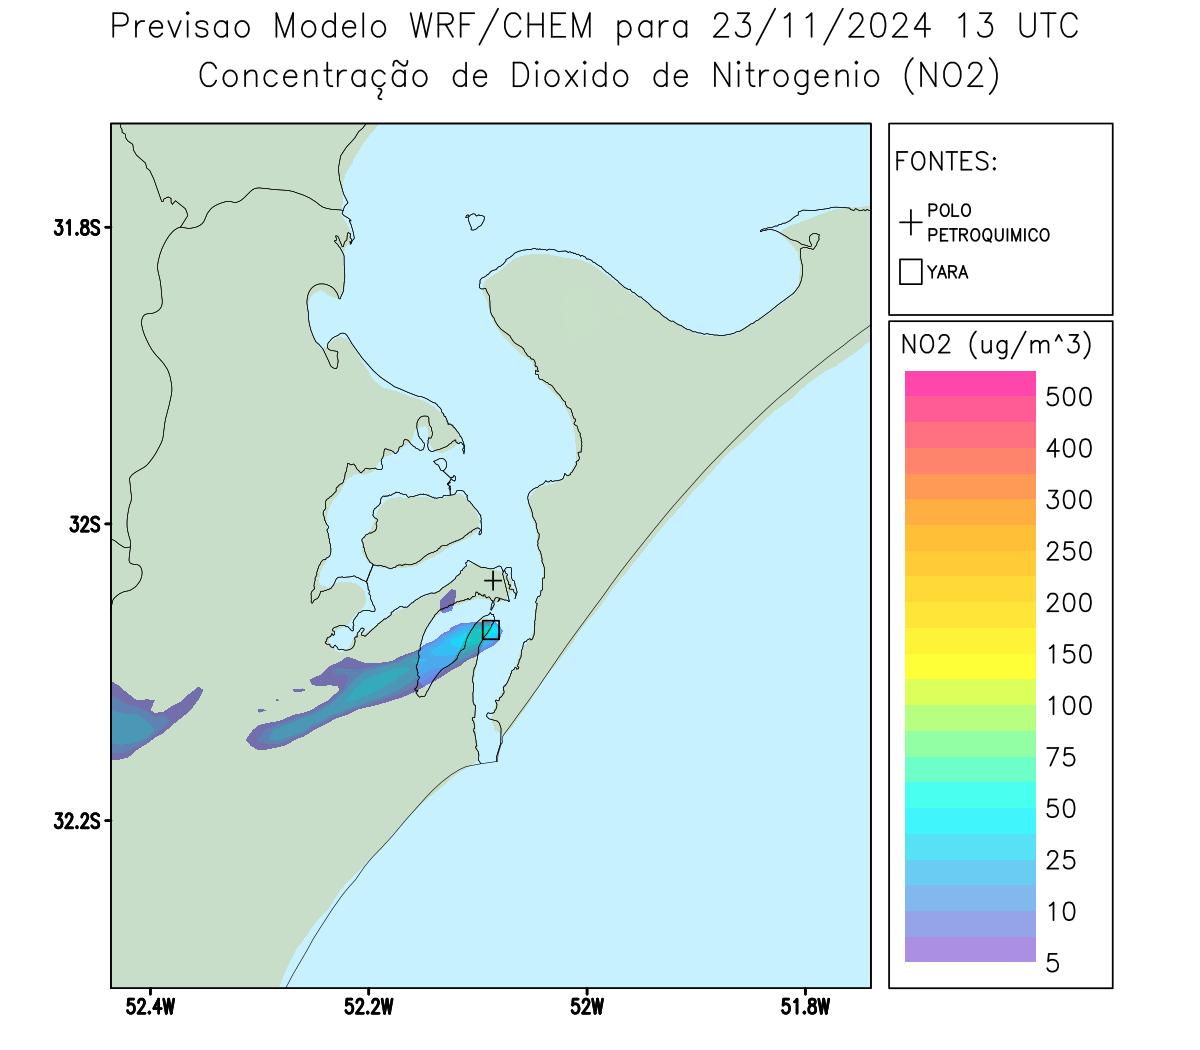 Previsao Modelo WRF/CHEM para 23/11/2024 13 UTC
Concentração de Dioxido de Nitrogenio (NO2)
FONTES:
POLO
PETROQUIMICO
YARA
NO2 (ug/m^3)
500
400
300
250
200
150
100
75
50
25
10
5
31.8S
32S
32.2S
52.4W
52.2W
52W
51.8W